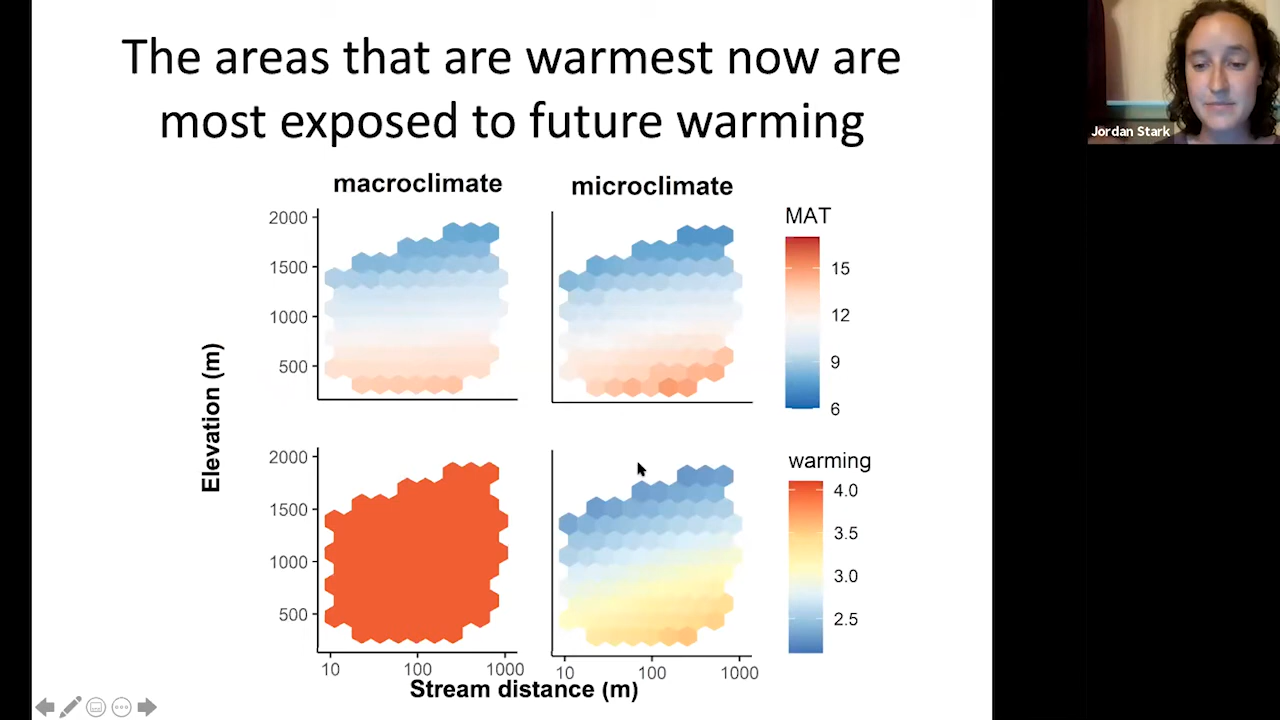 The areas that are warmest now are
most exposed to future warming
Jordan Stark
macroclimate
microclimate
MAT
2000
1500
1000
500
15
12
9
6
Elevation (m)
warming
2000
1500
1000
500
4.0
3.5
3.0
2.5
10 100 1000
10 100 1000
Stream distance (m)